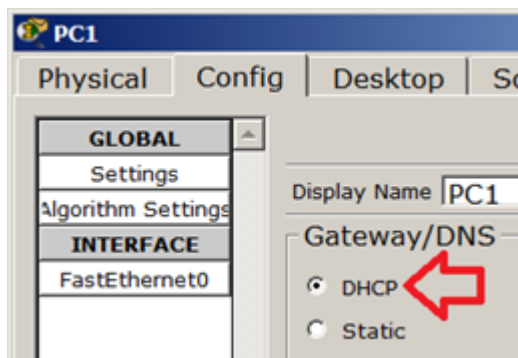 PC1
Physical Config Desktop
GLOBAL
Settings
Algorithm Settings
INTERFACE
FastEthernet0
Display Name PC1
Gateway/DNS
DHCP
Static